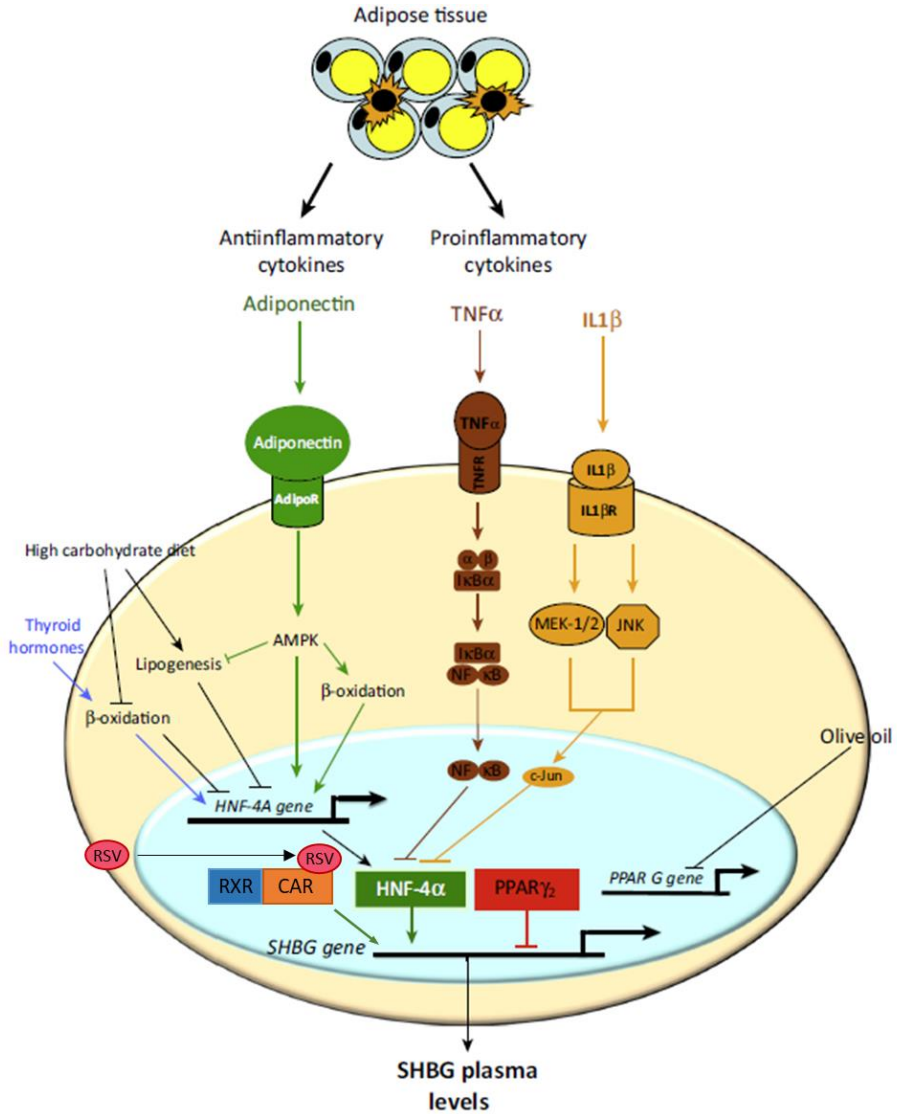 Adipose tissue
Antiinflammatory
cytokines
Proinflammatory
cytokines
Adiponectin
TNFα
IL1β
Adiponectin
AdipoR
TNFα
TNFR
IL1β
IL1βR
High carbohydrate diet
α β
IκBα
Thyroid
hormones
Lipogenesis
AMPK
MEK-1/2
JNK
IκBα
NF κB
β-oxidation
β-oxidation
Olive oil
NF κB
c-Jun
HNF-4A gene
RSV
RSV
RXR
CAR
HNF-4α
PPARγ2
PPAR G gene
SHBG gene
SHBG plasma
levels